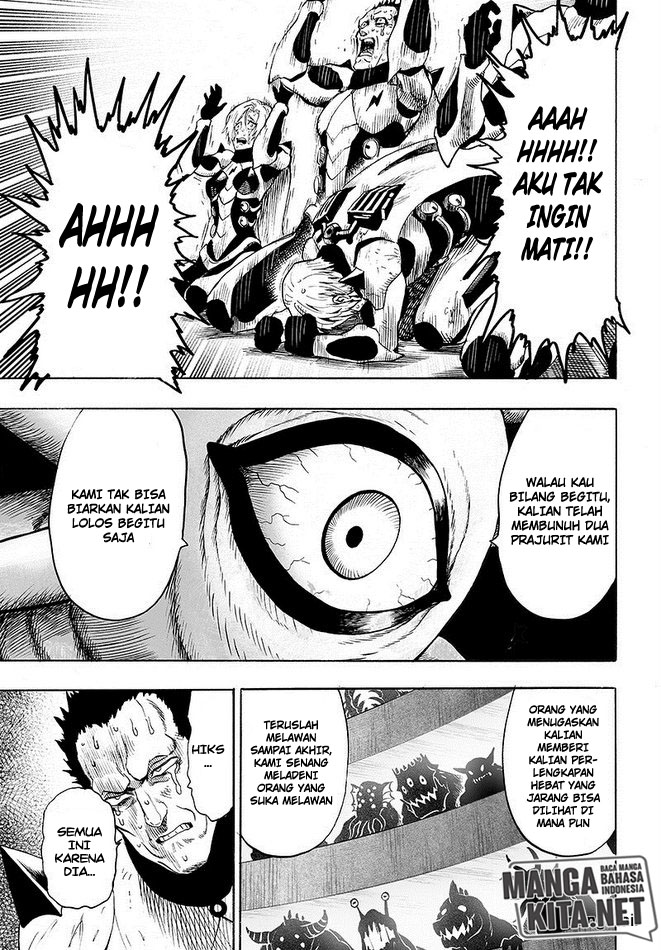 AAAH
HHHH!!
AKU TAK
INGIN
MATI!!
AHHH
HH!!
WALAU KAU
BILANG BEGITU,
KALIAN TELAH
MEMBUNUH DUA
PRAJURIT KAMI
KAMI TAK BISA
BIARKAN KALIAN
LOLOS BEGITU
SAJA
ORANG YANG
MENUGASKAN
KALIAN
MEMBERI
KALIAN PER-
LENGKAPAN
HEBAT YANG
JARANG BISA
DILIHAT DI
MANA PUN
TERUSLAH
MELAWAN
SAMPAI AKHIR,
KAMI SENANG
MELADENI
ORANG YANG
SUKA MELAWAN
HIKS
...
SEMUA
INI
KARENA
DIA...
MANGA
KITA.NET
BACA MANGA
BAHASA
INDONESIA